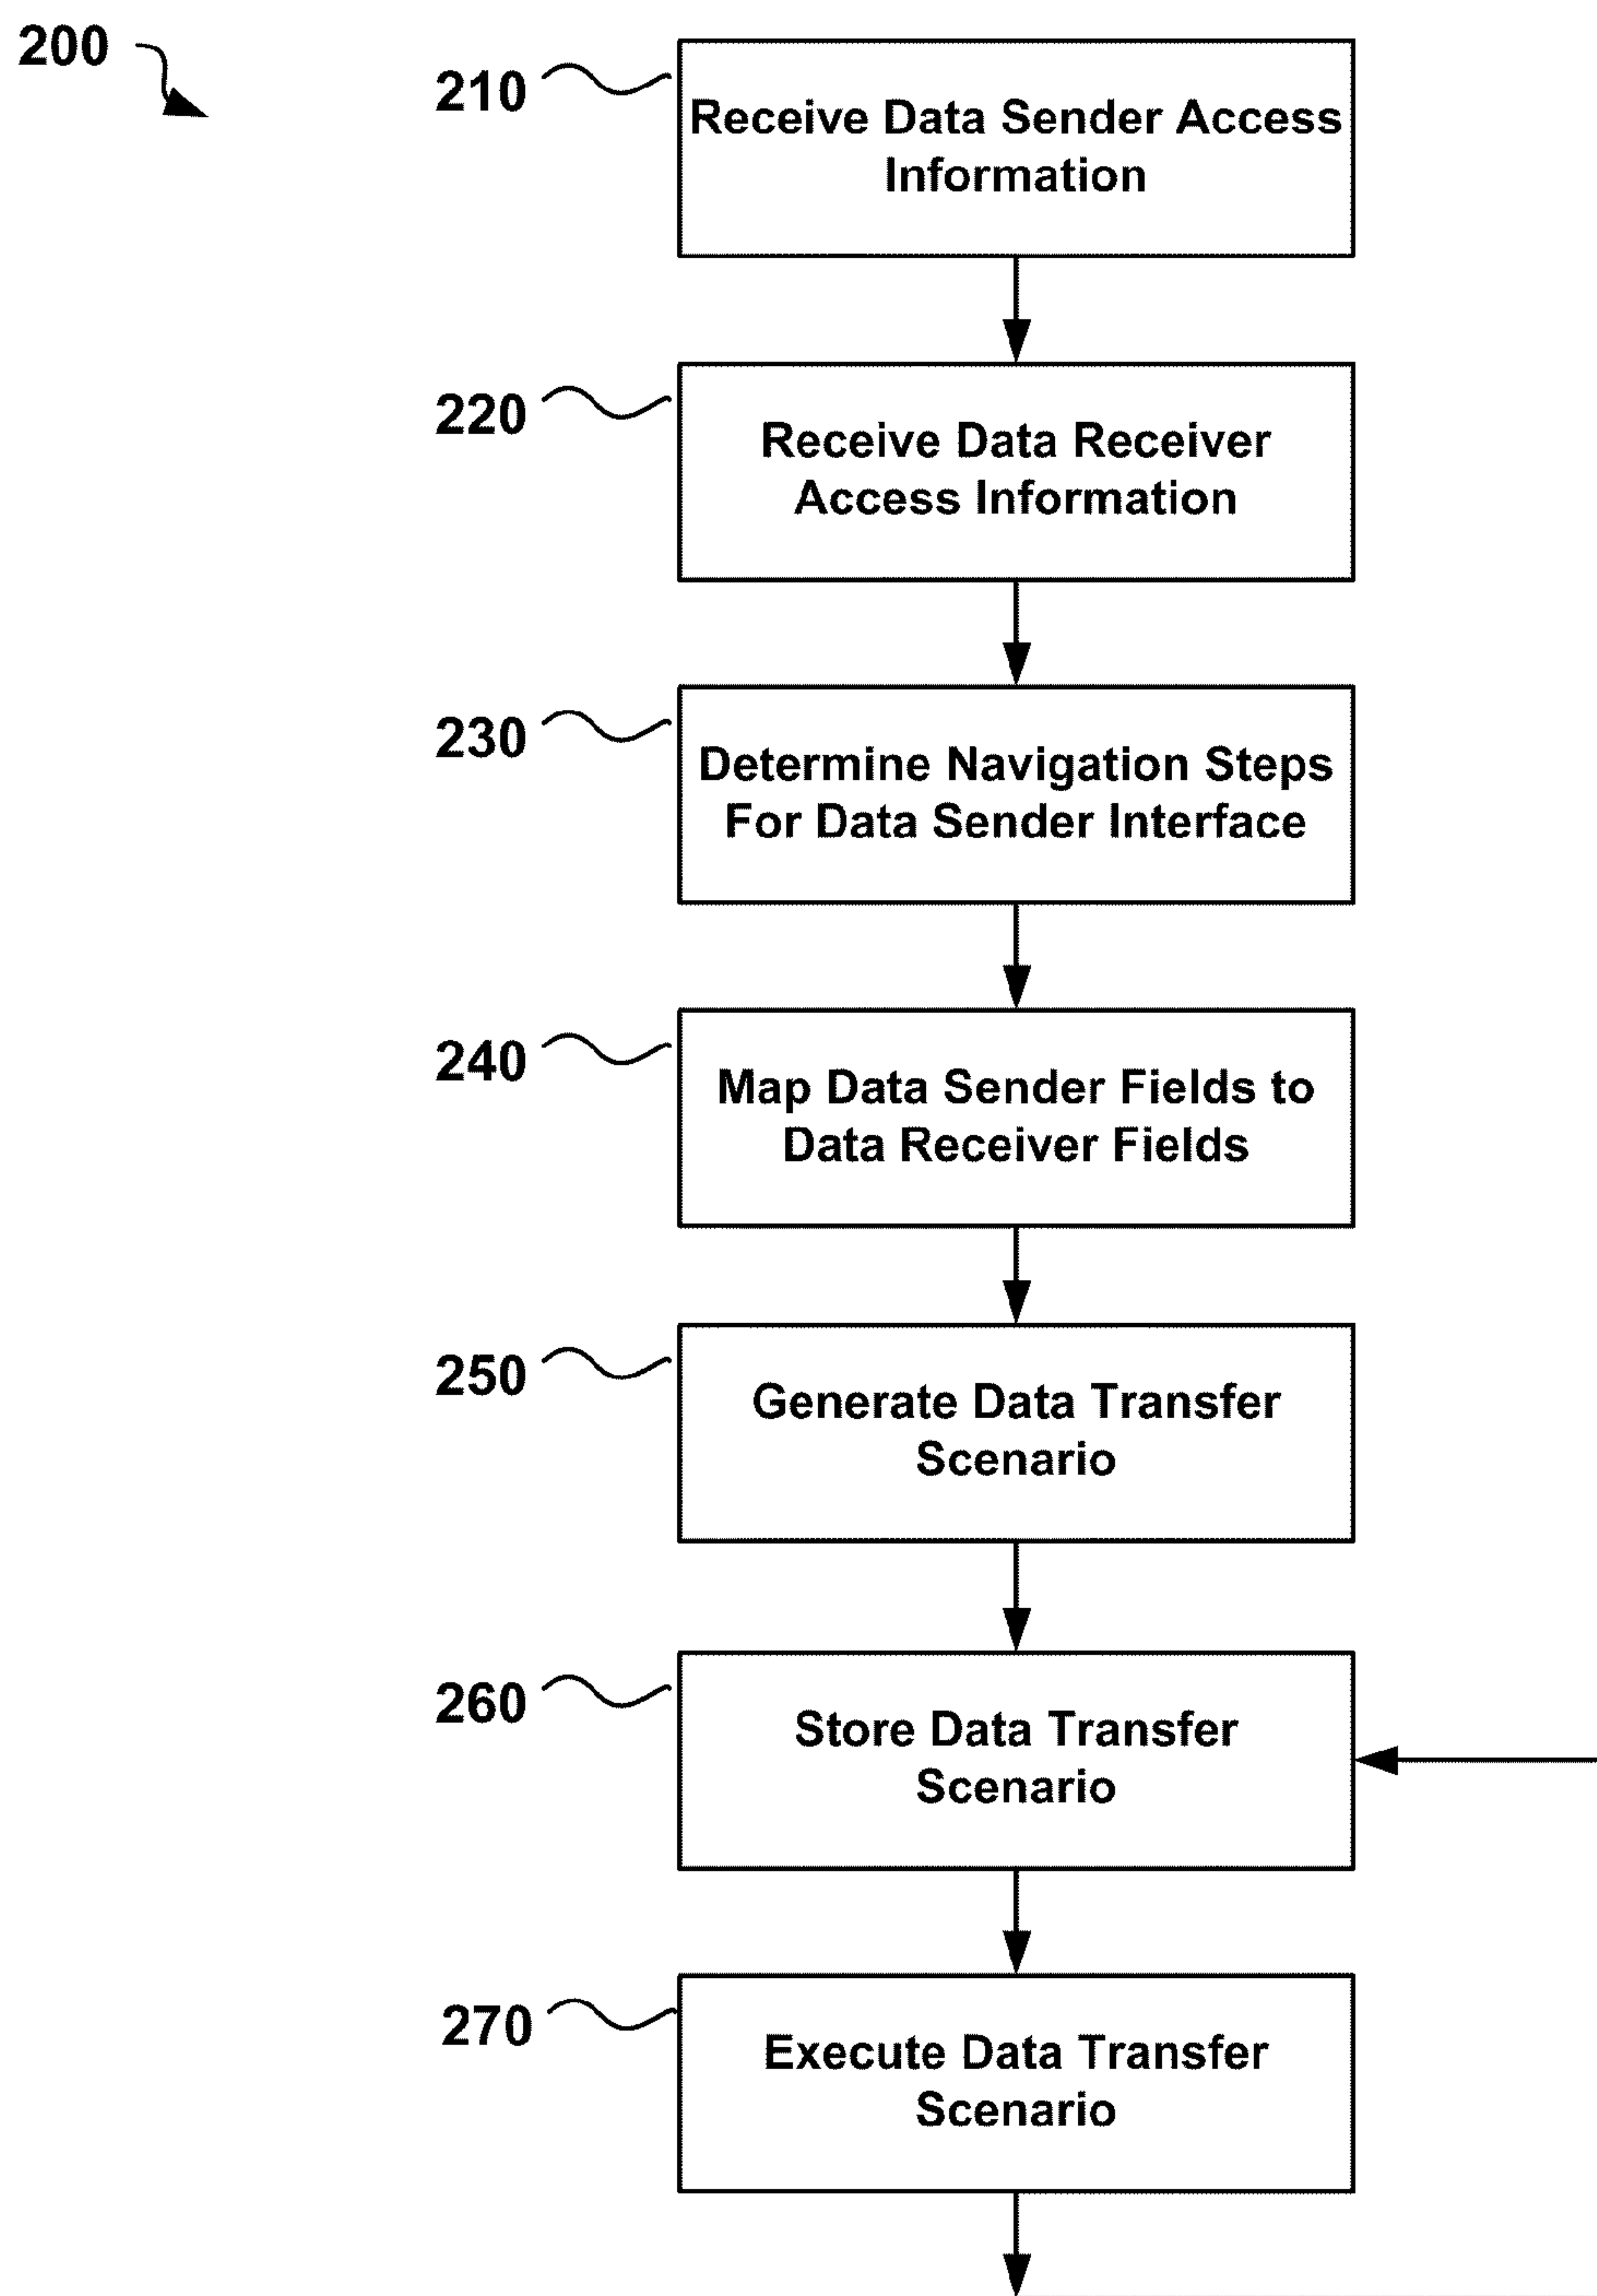 200
210
Receive Data Sender Access
Information
220
Receive Data Receiver
Access Information
230
Determine Navigation Steps
For Data Sender Interface
240
Map Data Sender Fields to
Data Receiver Fields
250
Generate Data Transfer
Scenario
260
Store Data Transfer
Scenario
270
Execute Data Transfer
Scenario